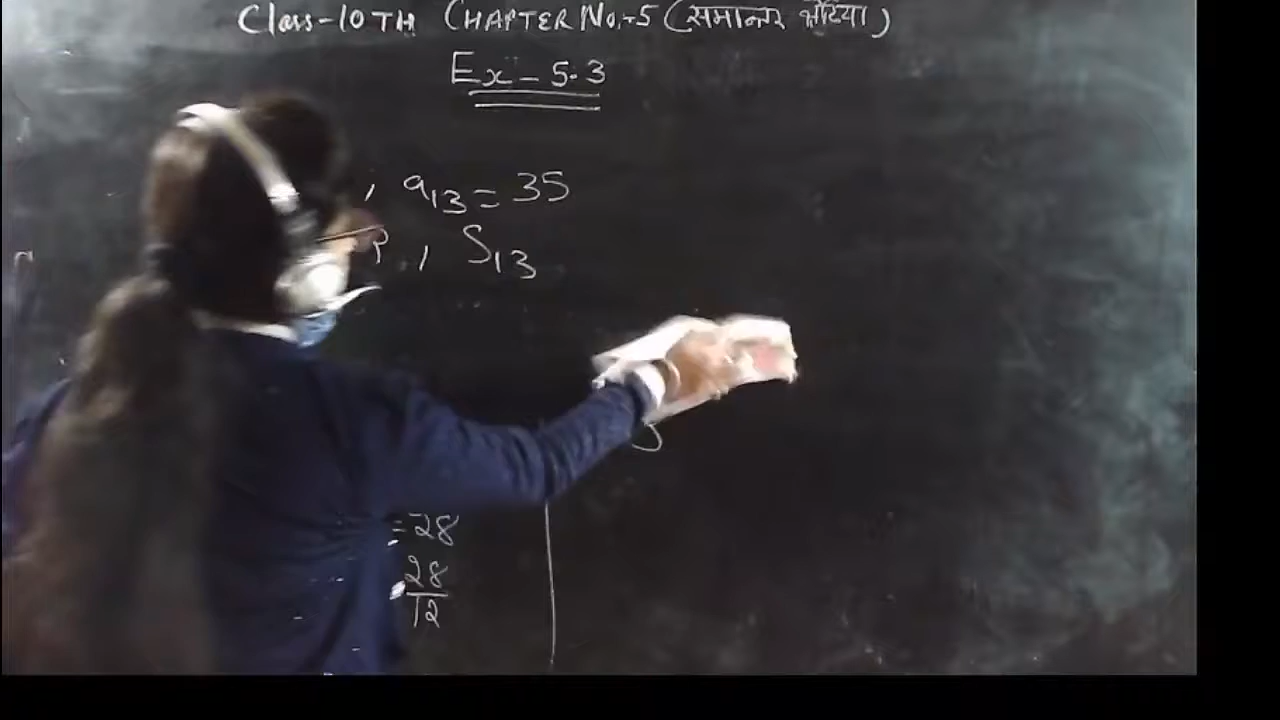 Class-10TH CHAPTER No.-5 (समान्तर श्रेढ़िया)
Ex-5.3
, a13 = 35
, S13
= 28
28
12